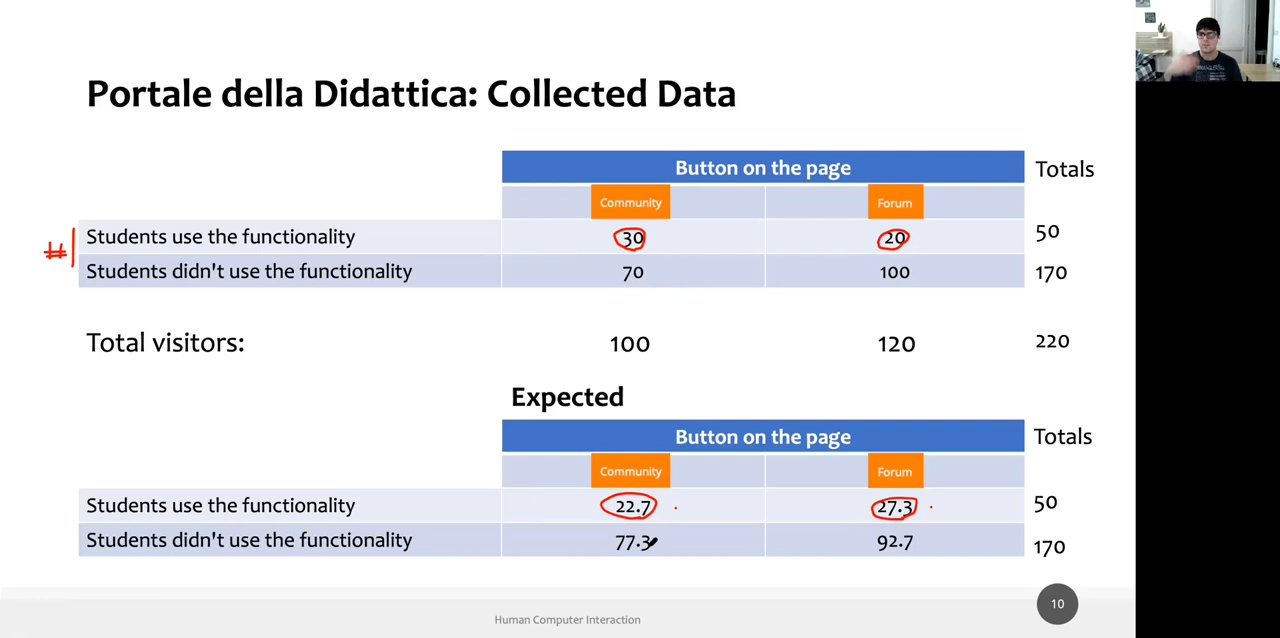 Portale della Didattica: Collected Data
Button on the page Totals
Community Forum
# Students use the functionality 30 20 50
Students didn't use the functionality 70 100 170
Total visitors: 100 120 220
Expected
Button on the page Totals
Community Forum
Students use the functionality 22.7 27.3 50
Students didn't use the functionality 77.3 92.7 170
10
Human Computer Interaction